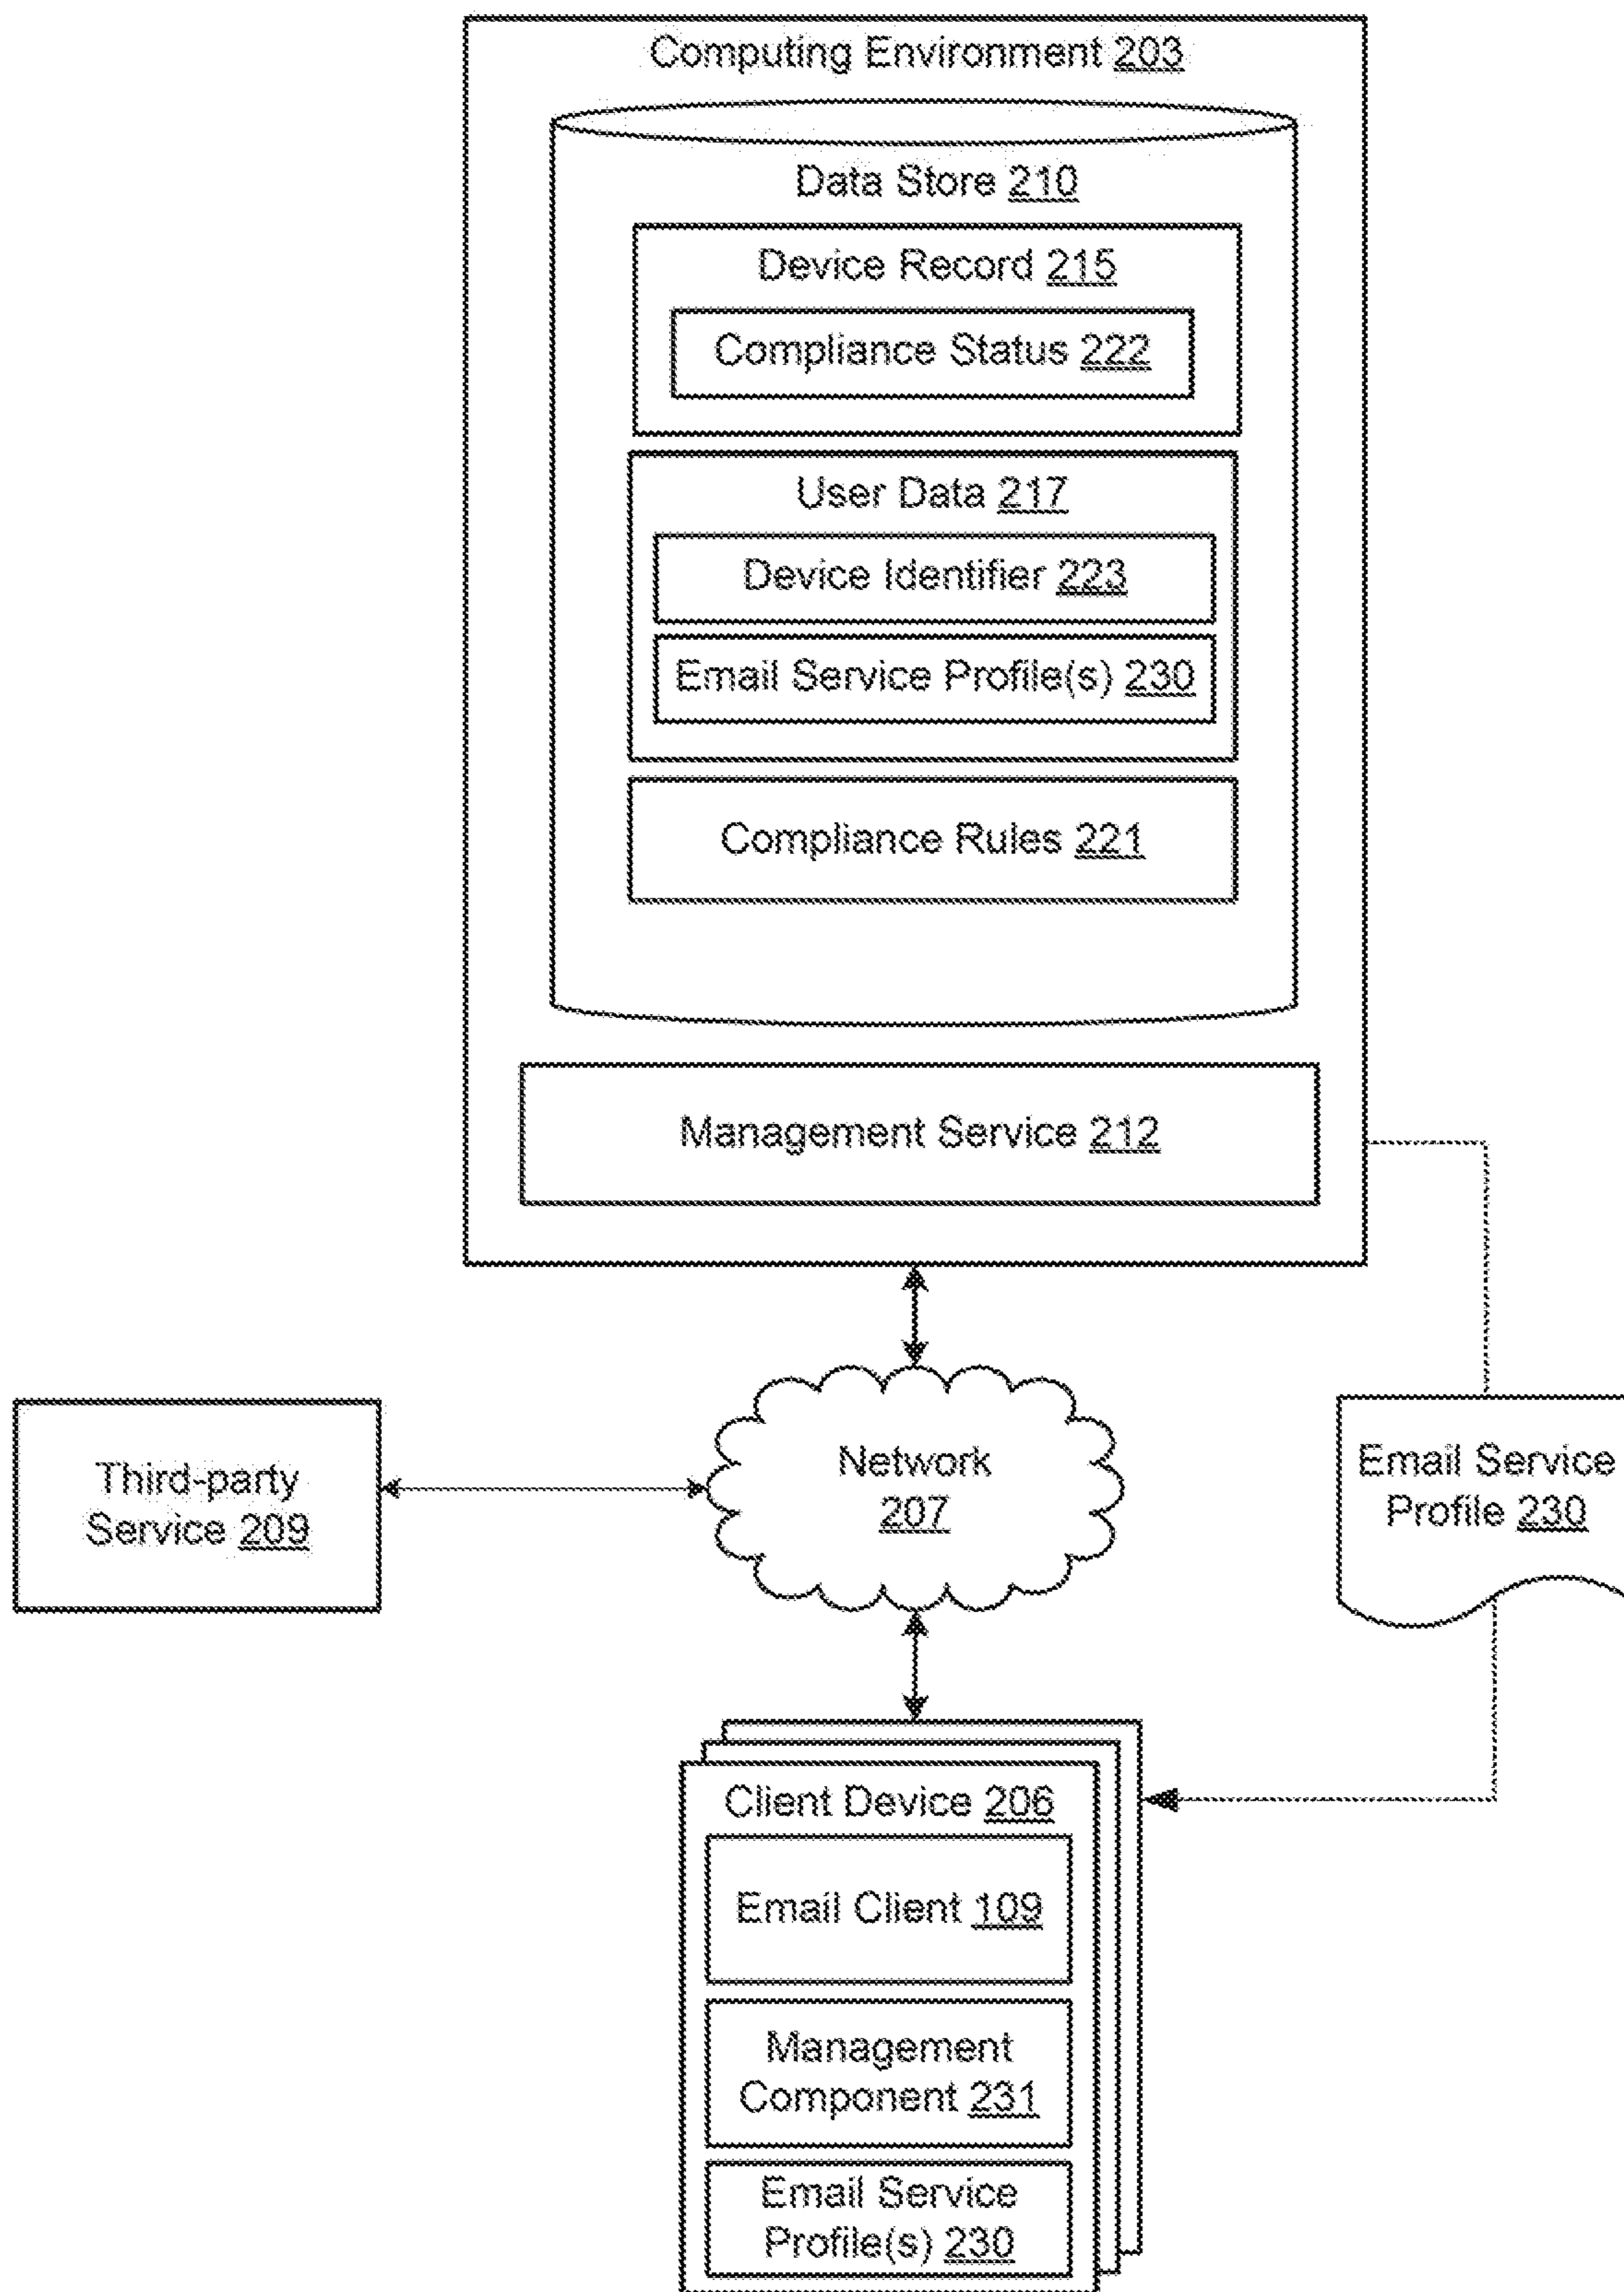 Computing Environment 203
Data Store 210
Device Record 215
Compliance Status 222
User Data 217
Device Identifier 223
Email Service Profile(s) 230
Compliance Rules 221
Management Service 212
Third-party
Service 209
Network
207
Email Service
Profile 230
Client Device 206
Email Client 109
Management
Component 231
Email Service
Profile(s) 230